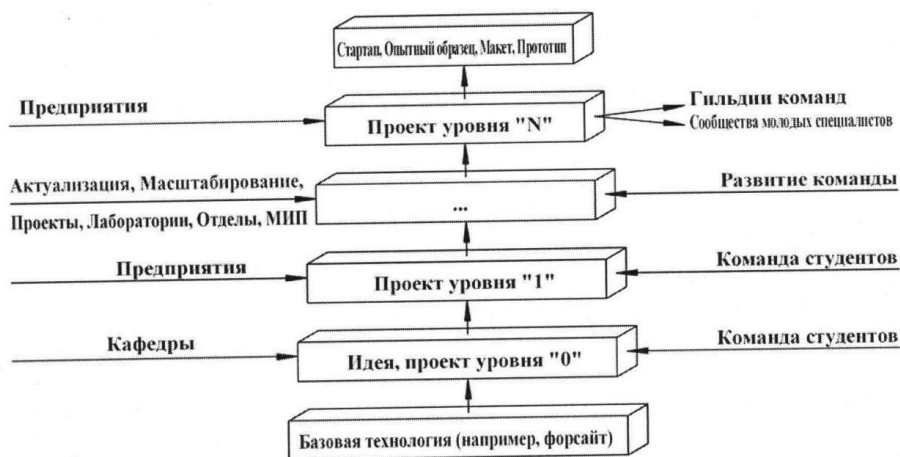 Стартап, Опытный образец, Макет, Прототип
Предприятия
Проект уровня "N"
Гильдии команд
Сообщества молодых специалистов
Актуализация, Масштабирование,
Проекты, Лаборатории, Отделы, МИП
...
Развитие команды
Предприятия
Проект уровня "1"
Команда студентов
Кафедры
Идея, проект уровня "0"
Команда студентов
Базовая технология (например, форсайт)